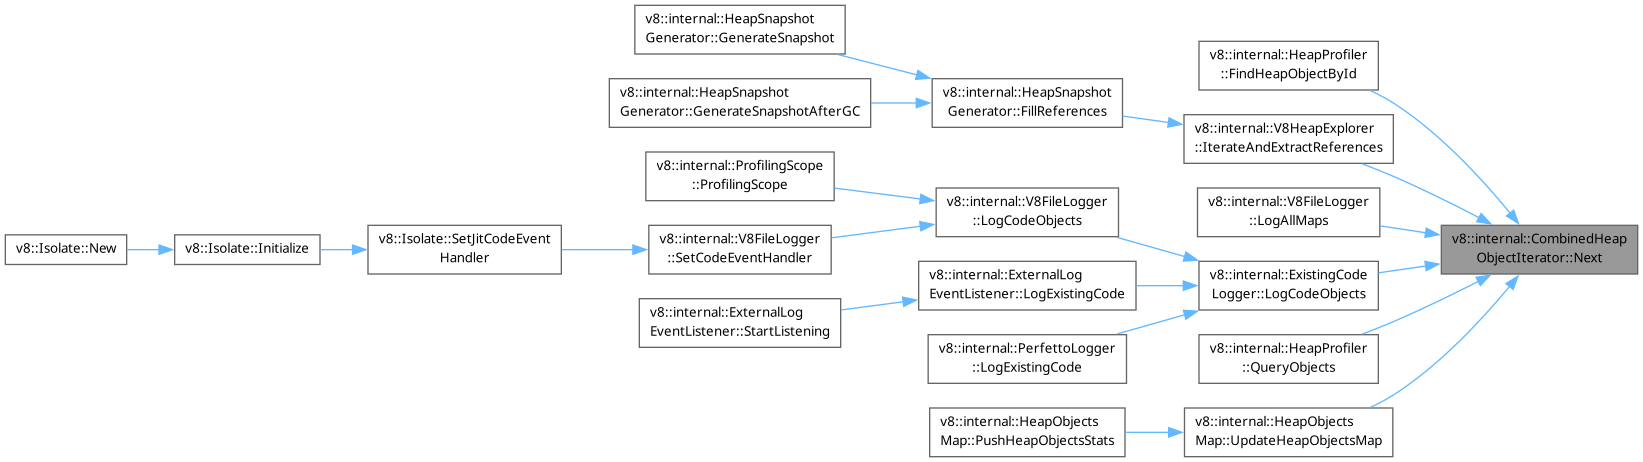 v8::internal::HeapSnapshot
Generator::GenerateSnapshot
v8::internal::HeapProfiler
::FindHeapObjectById
v8::internal::HeapSnapshot
Generator::GenerateSnapshotAfterGC
v8::internal::HeapSnapshot
Generator::FillReferences
v8::internal::V8HeapExplorer
::IterateAndExtractReferences
v8::internal::ProfilingScope
::ProfilingScope
v8::internal::V8FileLogger
::LogCodeObjects
v8::internal::V8FileLogger
::LogAllMaps
v8::Isolate::New
v8::Isolate::Initialize
v8::Isolate::SetJitCodeEvent
Handler
v8::internal::V8FileLogger
::SetCodeEventHandler
v8::internal::CombinedHeap
ObjectIterator::Next
v8::internal::ExternalLog
EventListener::LogExistingCode
v8::internal::ExistingCode
Logger::LogCodeObjects
v8::internal::ExternalLog
EventListener::StartListening
v8::internal::PerfettoLogger
::LogExistingCode
v8::internal::HeapProfiler
::QueryObjects
v8::internal::HeapObjects
Map::PushHeapObjectsStats
v8::internal::HeapObjects
Map::UpdateHeapObjectsMap